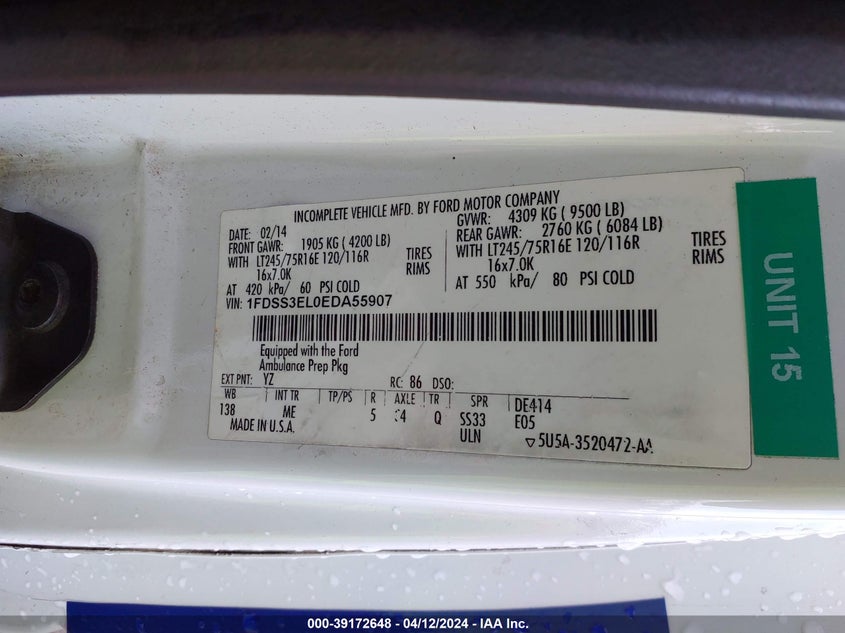 INCOMPLETE VEHICLE MFD. BY FORD MOTOR COMPANY
DATE: 02/14 GVWR: 4309 KG ( 9500 LB)
FRONT GAWR: 1905 KG ( 4200 LB) REAR GAWR: 2760 KG ( 6084 LB)
WITH LT245/75R16E 120/116R TIRES WITH LT245/75R16E 120/116R TIRES
16x7.0K RIMS 16x7.0K RIMS
AT 420 kPa/ 60 PSI COLD AT 550 kPa/ 80 PSI COLD
VIN: 1FDSS3EL0EDA55907
Equipped with the Ford
Ambulance Prep Pkg
EXT PNT: YZ RC: 86 DSO:
WB INT TR TP/PS R AXLE TR SPR DE414
138 ME 5 4 Q SS33 E05
MADE IN U.S.A. ULN ▽5U5A-3520472-AA
UNIT 15
000-39172648 - 04/12/2024 - IAA Inc.